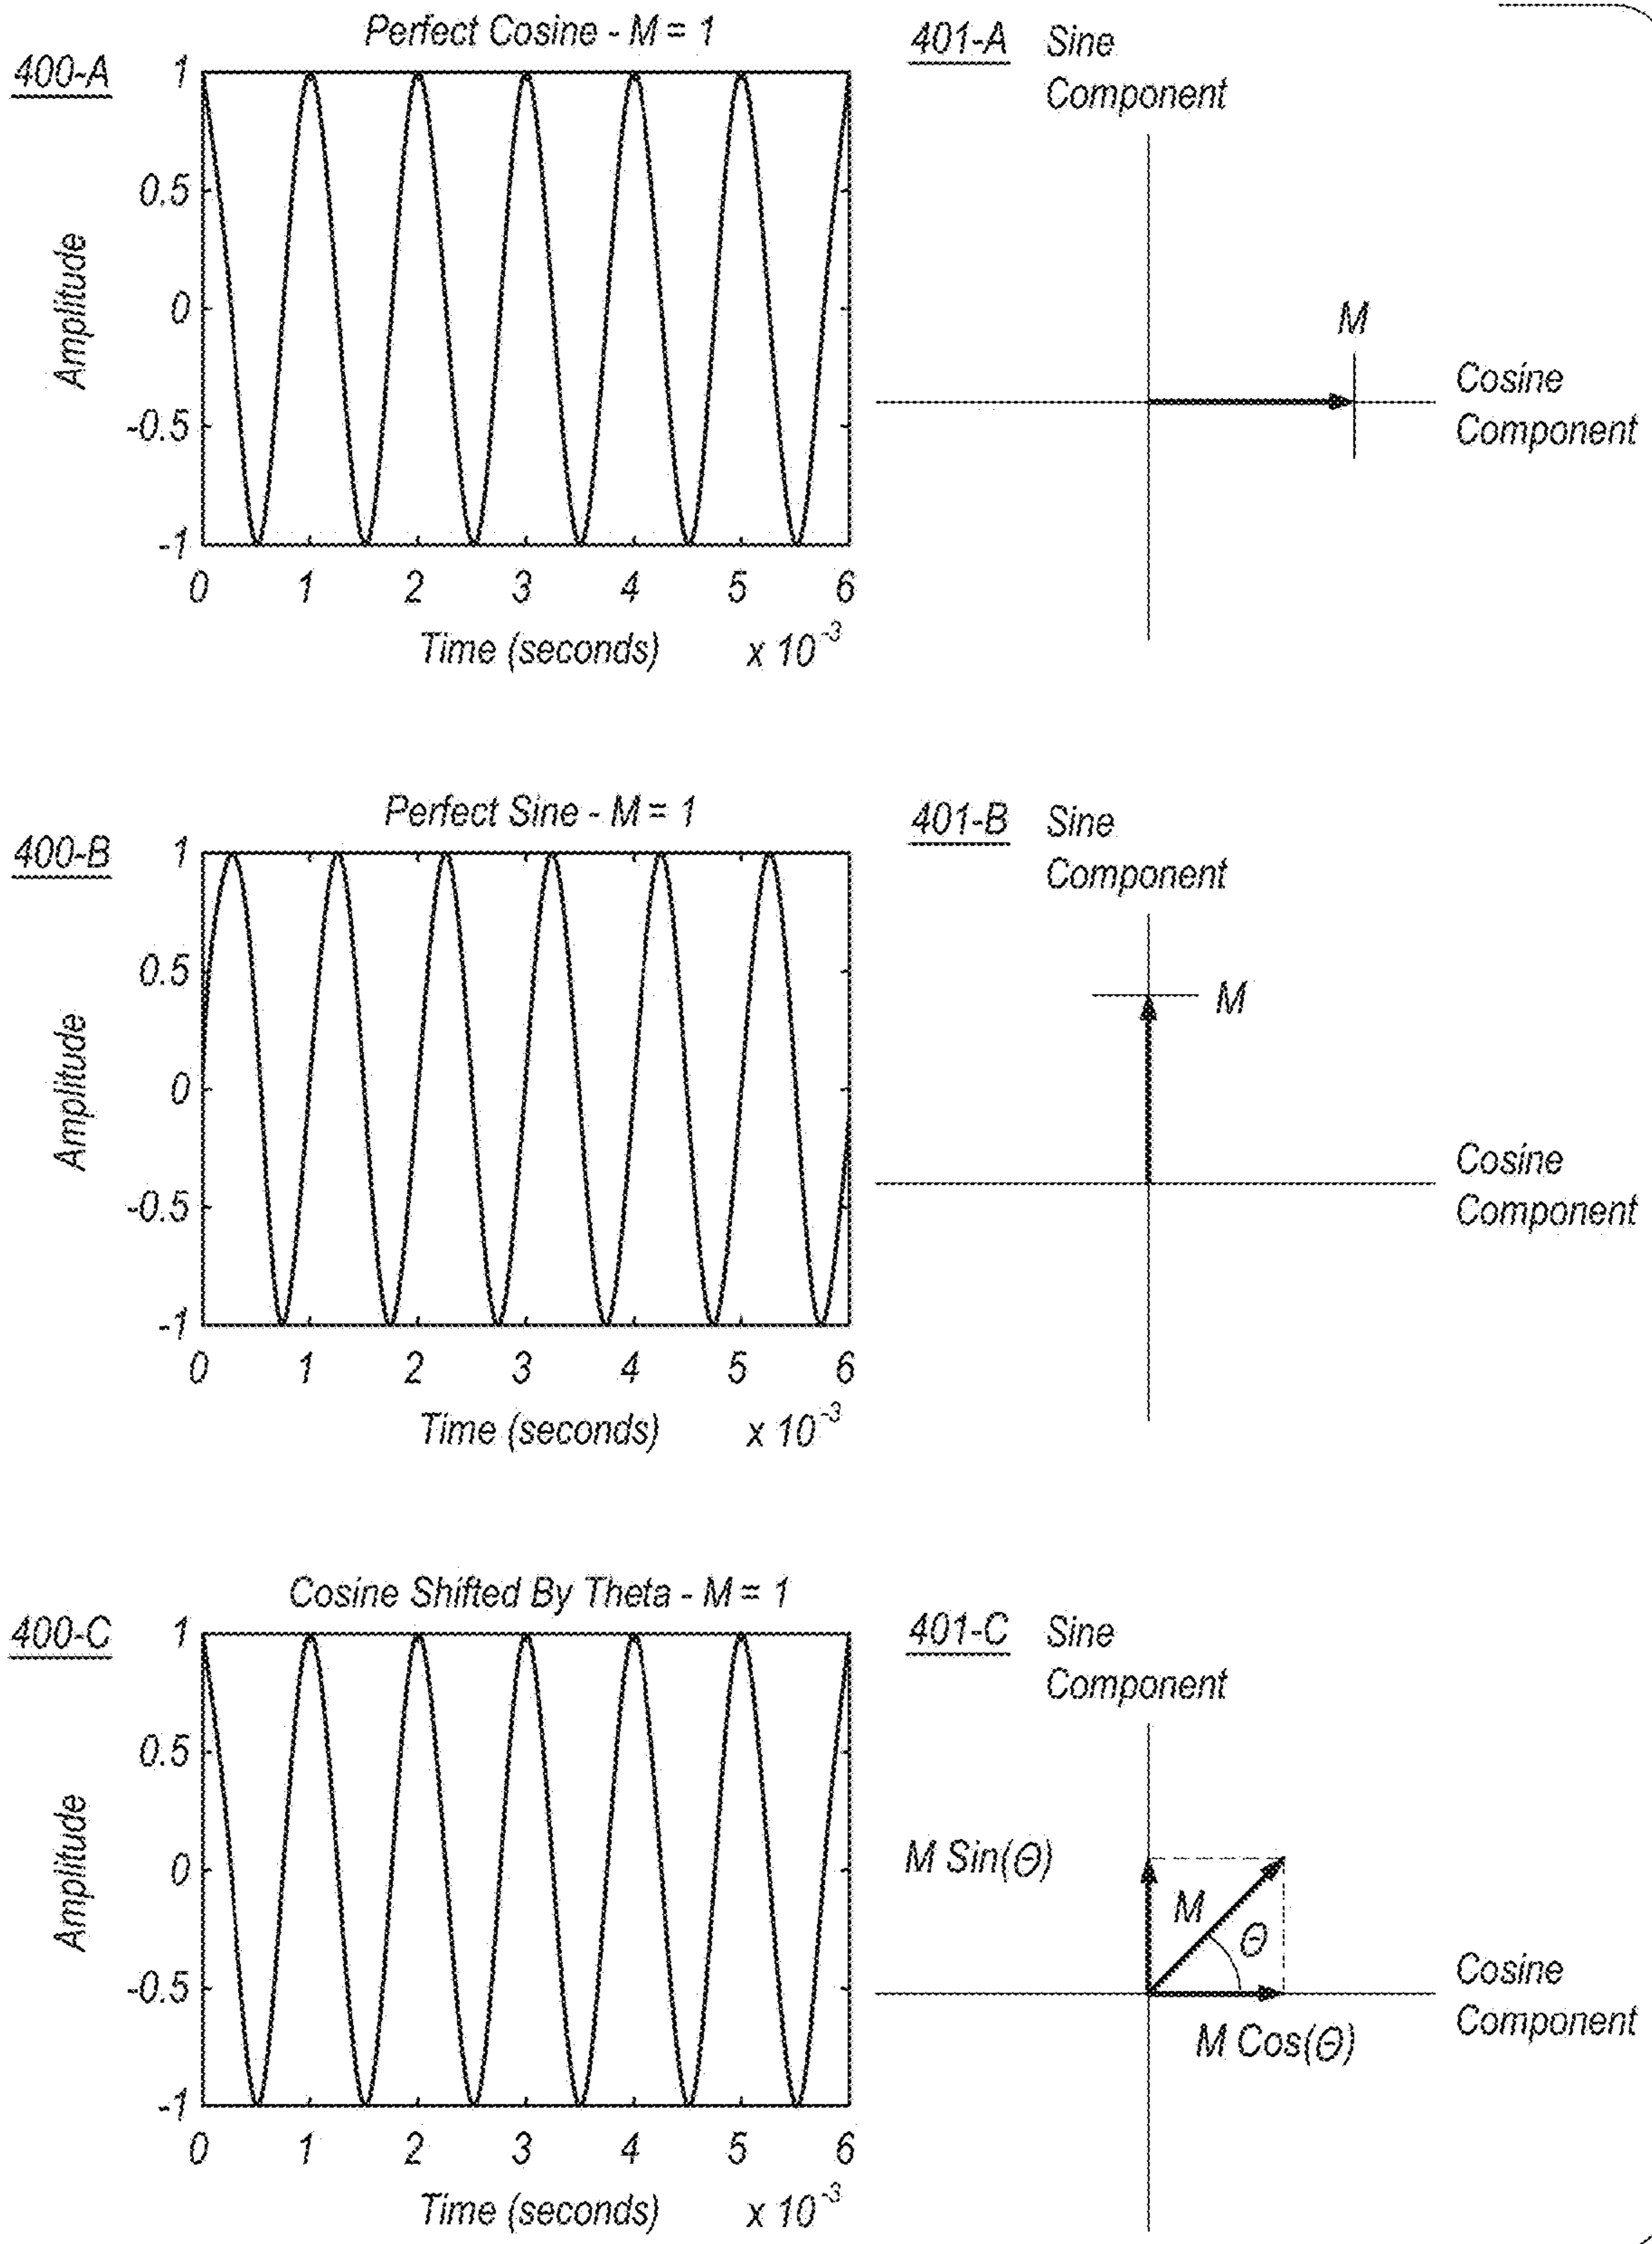 Perfect Cosine - M = 1
400-A
1
0.5
0
-0.5
-1
Amplitude
0 1 2 3 4 5 6
Time (seconds) x 10^-3
401-A Sine
Component
M
Cosine
Component
Perfect Sine - M = 1
400-B
1
0.5
0
-0.5
-1
Amplitude
0 1 2 3 4 5 6
Time (seconds) x 10^-3
401-B Sine
Component
M
Cosine
Component
Cosine Shifted By Theta - M = 1
400-C
1
0.5
0
-0.5
-1
Amplitude
0 1 2 3 4 5 6
Time (seconds) x 10^-3
401-C Sine
Component
M Sin(Θ)
M
Θ
Cosine
Component
M Cos(Θ)